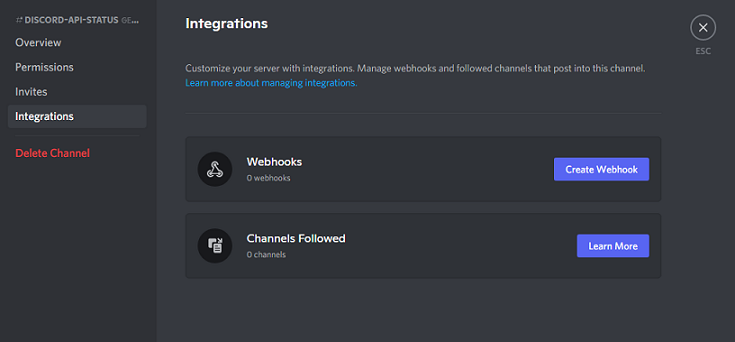 # DISCORD-API-STATUS GE...
Overview
Permissions
Invites
Integrations
Delete Channel
Integrations
ESC
Customize your server with integrations. Manage webhooks and followed channels that post into this channel.
Learn more about managing integrations.
Webhooks
0 webhooks
Create Webhook
Channels Followed
0 channels
Learn More